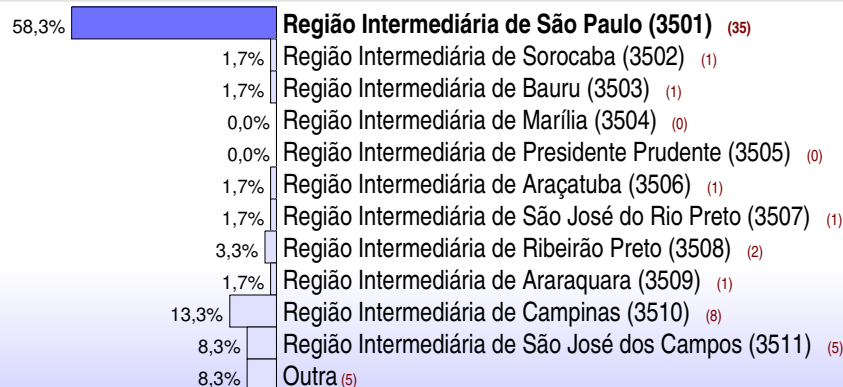 58,3% Região Intermediária de São Paulo (3501) (35)
1,7% Região Intermediária de Sorocaba (3502) (1)
1,7% Região Intermediária de Bauru (3503) (1)
0,0% Região Intermediária de Marília (3504) (0)
0,0% Região Intermediária de Presidente Prudente (3505) (0)
1,7% Região Intermediária de Araçatuba (3506) (1)
1,7% Região Intermediária de São José do Rio Preto (3507) (1)
3,3% Região Intermediária de Ribeirão Preto (3508) (2)
1,7% Região Intermediária de Araraquara (3509) (1)
13,3% Região Intermediária de Campinas (3510) (8)
8,3% Região Intermediária de São José dos Campos (3511) (5)
8,3% Outra (5)